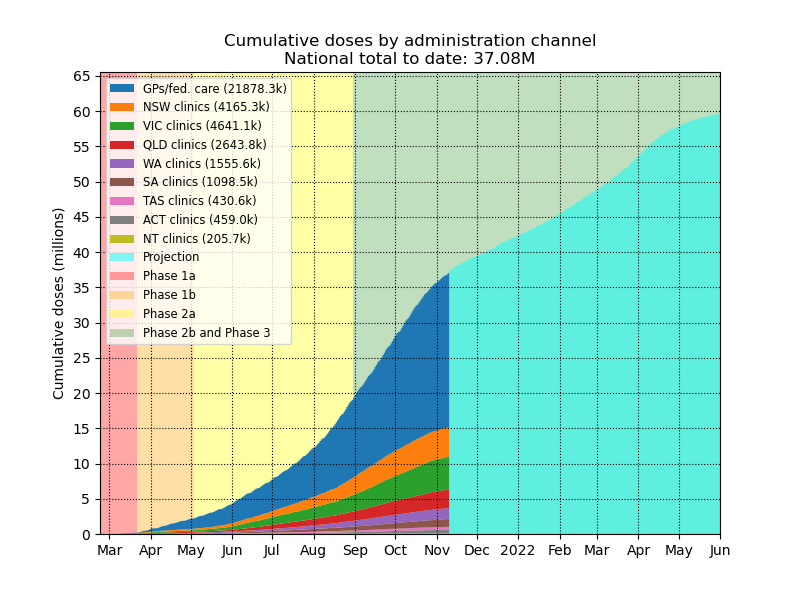 Cumulative doses by administration channel
National total to date: 37.08M
Cumulative doses (millions)
65
60
55
50
45
40
35
30
25
20
15
10
5
0
GPs/fed. care (21878.3k)
NSW clinics (4165.3k)
VIC clinics (4641.1k)
QLD clinics (2643.8k)
WA clinics (1555.6k)
SA clinics (1098.5k)
TAS clinics (430.6k)
ACT clinics (459.0k)
NT clinics (205.7k)
Projection
Phase 1a
Phase 1b
Phase 2a
Phase 2b and Phase 3
Mar Apr May Jun Jul Aug Sep Oct Nov Dec 2022 Feb Mar Apr May Jun